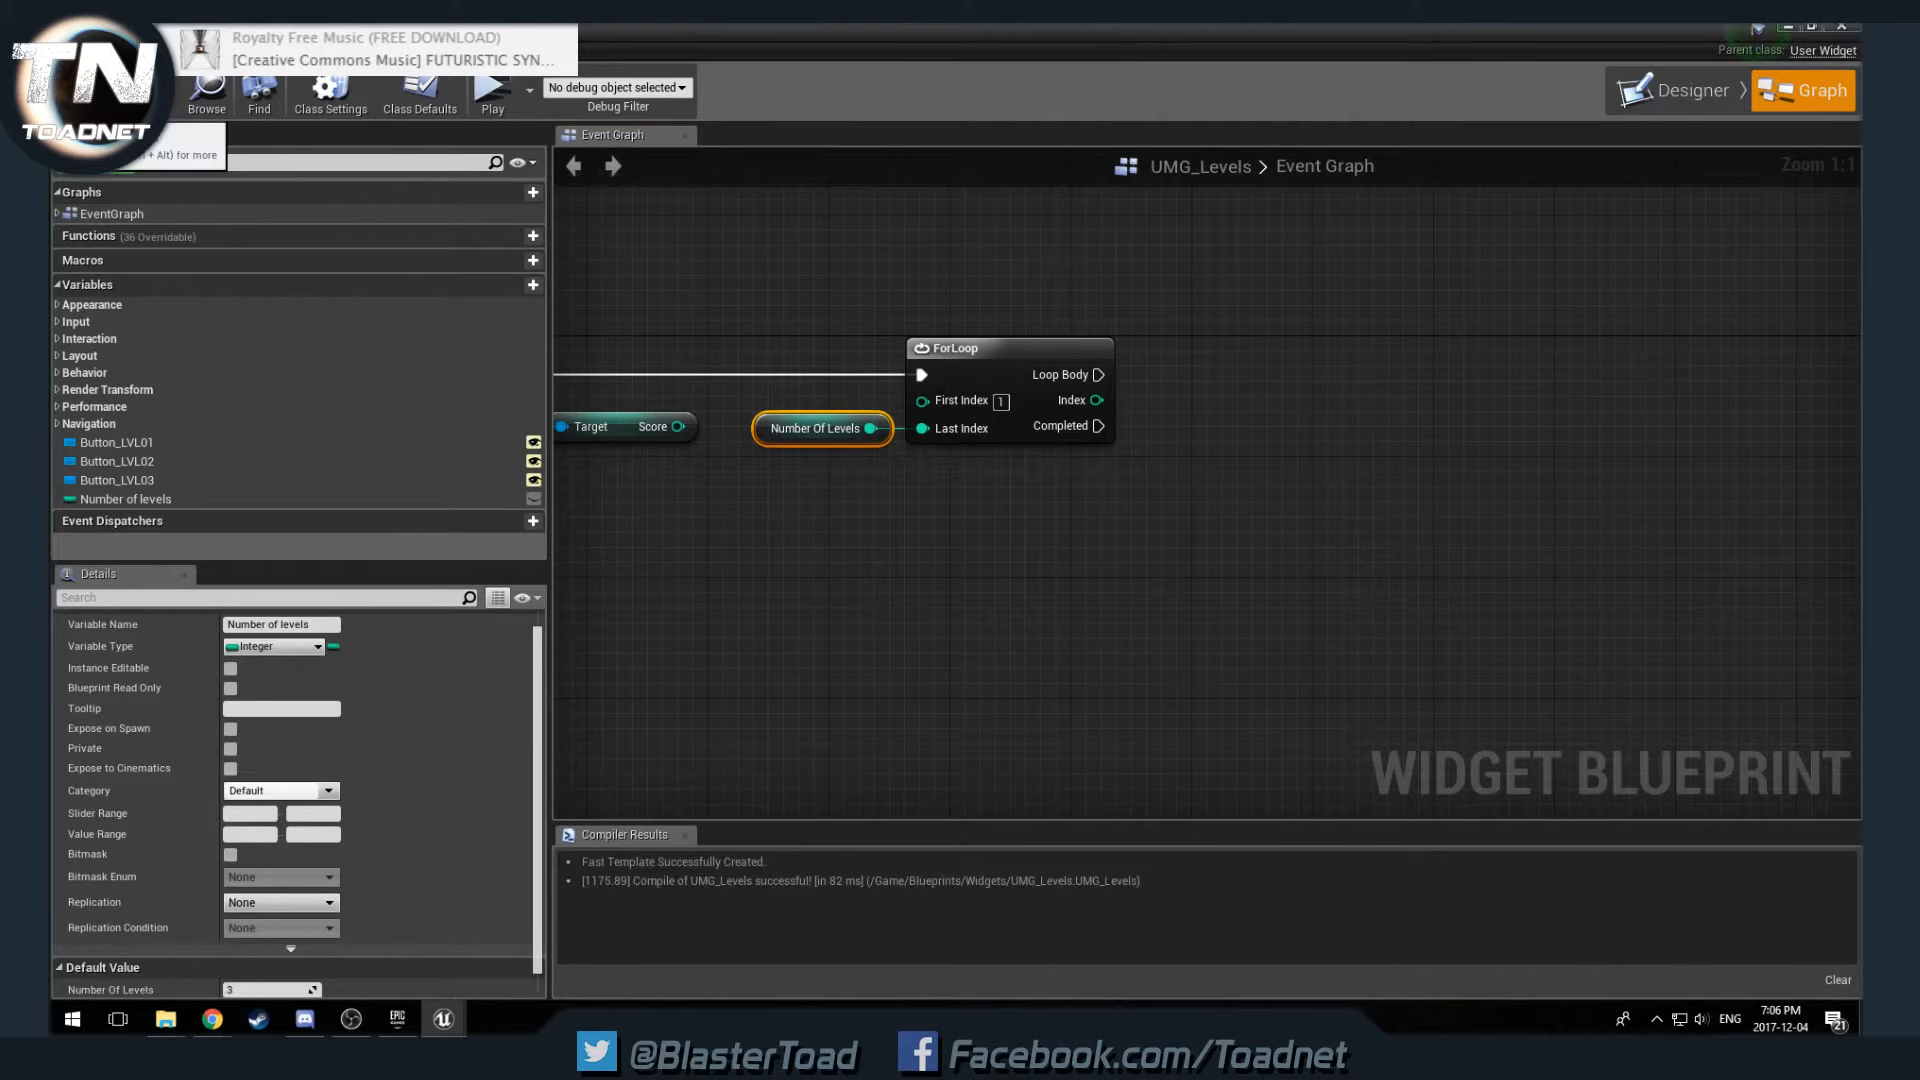 TN
TOADNET
Royalty Free Music (FREE DOWNLOAD)
[Creative Commons Music] FUTURISTIC SYN...
Parent class: User Widget
Browse
Find
Class Settings
Class Defaults
Play
No debug object selected
Debug Filter
Designer
Graph
+ Alt) for more
Event Graph
UMG_Levels > Event Graph
Zoom 1:1
Graphs
EventGraph
Functions (36 Overridable)
Macros
Variables
Appearance
Input
Interaction
Layout
Behavior
Render Transform
Performance
Navigation
Button_LVL01
Button_LVL02
Button_LVL03
Number of levels
Event Dispatchers
ForLoop
Loop Body
First Index 1
Index
Last Index
Completed
Target
Score
Number Of Levels
WIDGET BLUEPRINT
Details
Search
Variable Name
Number of levels
Variable Type
Integer
Instance Editable
Blueprint Read Only
Tooltip
Expose on Spawn
Private
Expose to Cinematics
Category
Default
Slider Range
Value Range
Bitmask
Bitmask Enum
None
Replication
None
Replication Condition
None
Default Value
Number Of Levels
3
Compiler Results
Fast Template Successfully Created.
[1175.89] Compile of UMG_Levels successful! [in 82 ms] (/Game/Blueprints/Widgets/UMG_Levels.UMG_Levels)
Clear
EPIC
GAMES
ENG
7:06 PM
2017-12-04
21
@BlasterToad
Facebook.com/Toadnet